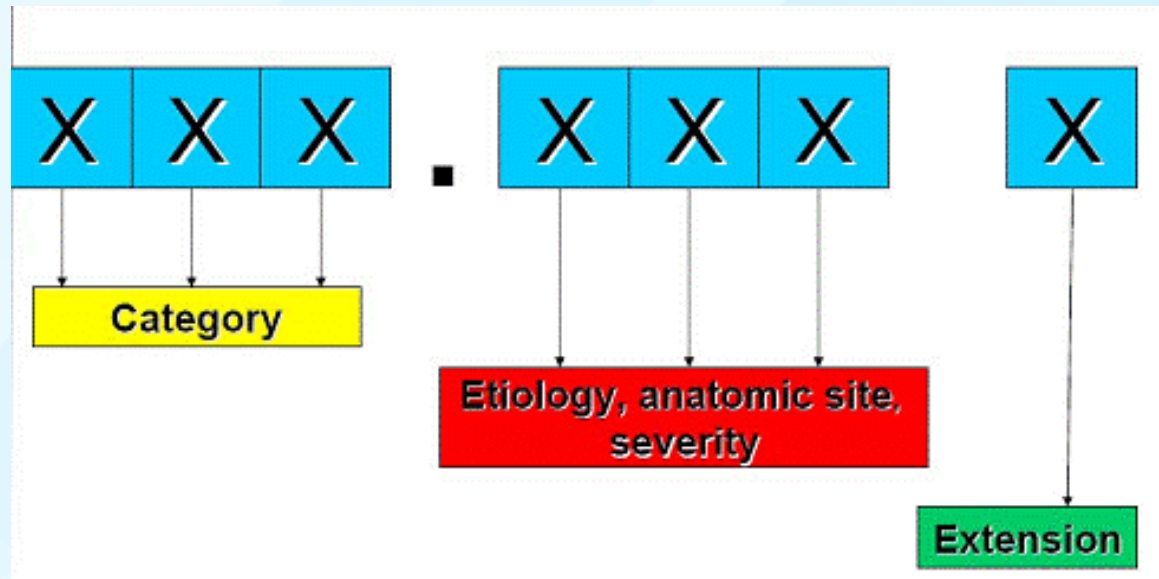 X X X . X X X X
Category
Etiology, anatomic site,
severity
Extension